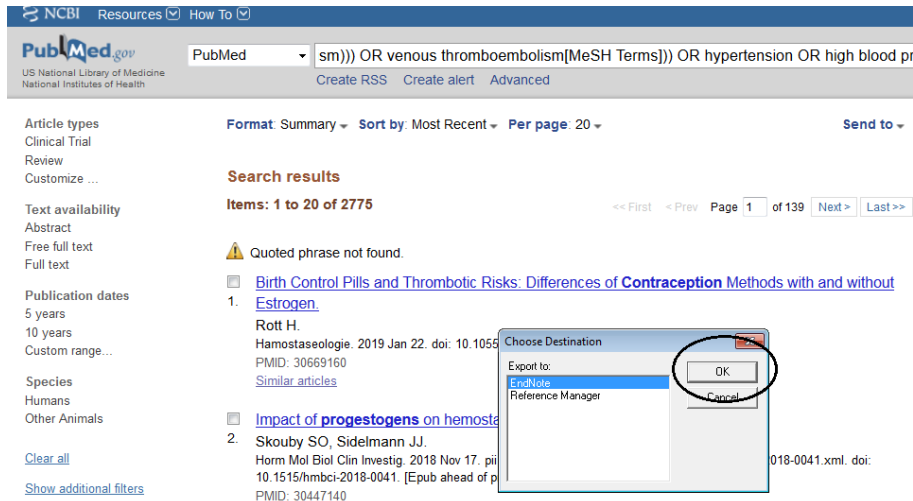 NCBI Resources How To
PubMed.gov
US National Library of Medicine
National Institutes of Health
PubMed
sm))) OR venous thromboembolism[MeSH Terms])) OR hypertension OR high blood pr
Create RSS Create alert Advanced
Article types
Clinical Trial
Review
Customize ...
Text availability
Abstract
Free full text
Full text
Publication dates
5 years
10 years
Custom range...
Species
Humans
Other Animals
Clear all
Show additional filters
Format: Summary Sort by: Most Recent Per page: 20 Send to
Search results
Items: 1 to 20 of 2775
<< First < Prev Page 1 of 139 Next > Last >>
Quoted phrase not found.
Birth Control Pills and Thrombotic Risks: Differences of Contraception Methods with and without
1. Estrogen.
Rott H.
Hamostaseologie. 2019 Jan 22. doi: 10.1055
PMID: 30669160
Similar articles
Impact of progestogens on hemosta
2. Skouby SO, Sidelmann JJ.
Horm Mol Biol Clin Investig. 2018 Nov 17. pii 018-0041.xml. doi:
10.1515/hmbci-2018-0041. [Epub ahead of p
PMID: 30447140
Choose Destination
Export to:
EndNote
Reference Manager
OK
Cancel